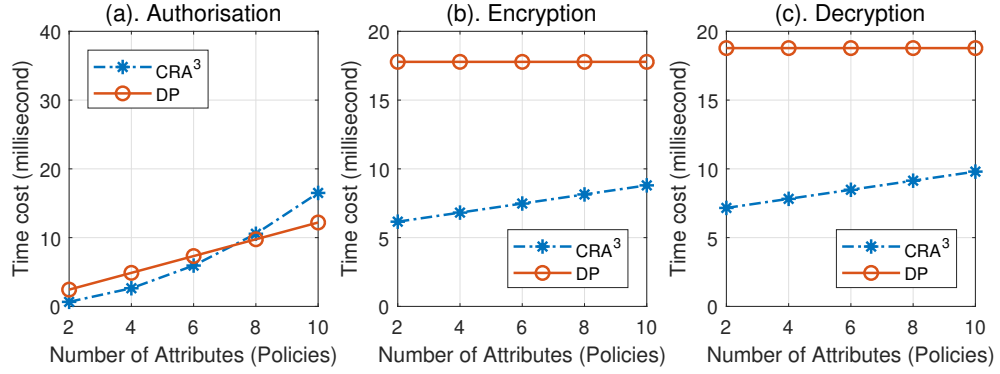 (a). Authorisation
40
30
20
10
0
2 4 6 8 10
Time cost (millisecond)
Number of Attributes (Policies)
CRA³
DP
(b). Encryption
20
15
10
5
0
2 4 6 8 10
Time cost (millisecond)
Number of Attributes (Policies)
CRA³
DP
(c). Decryption
20
15
10
5
0
2 4 6 8 10
Time cost (millisecond)
Number of Attributes (Policies)
CRA³
DP